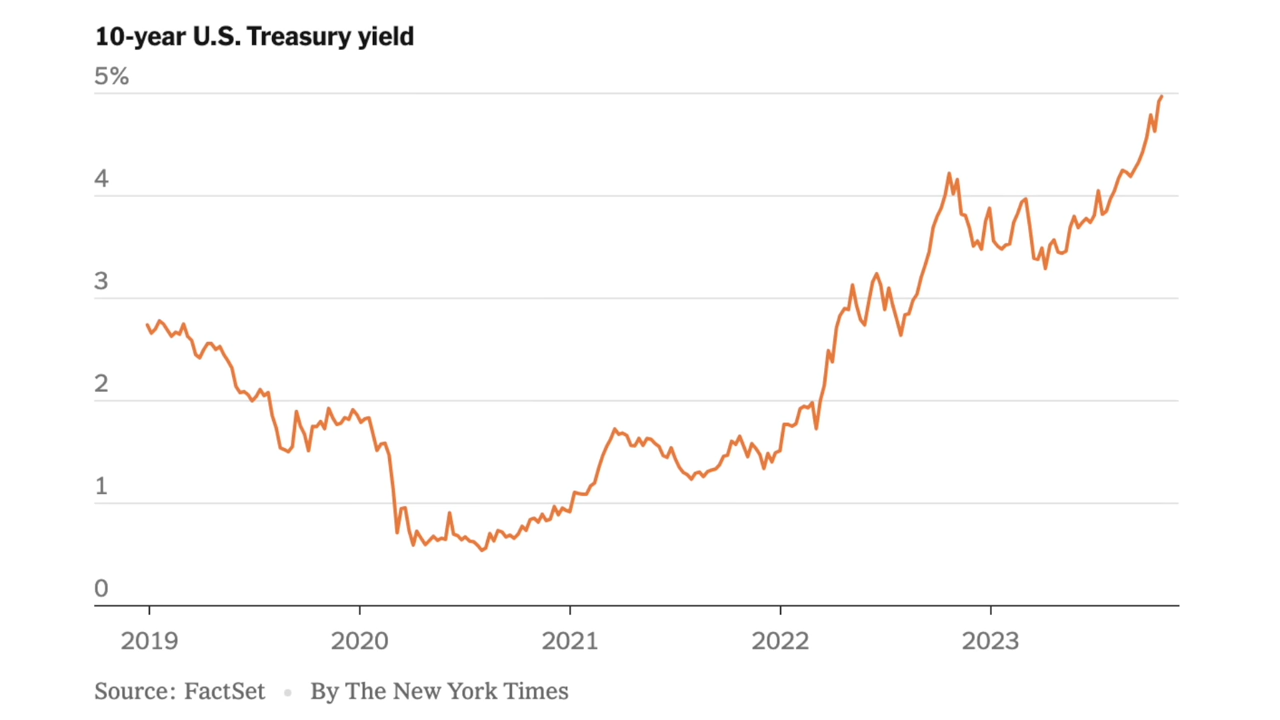 10-year U.S. Treasury yield
5%
4
3
2
1
0
2019 2020 2021 2022 2023
Source: FactSet • By The New York Times